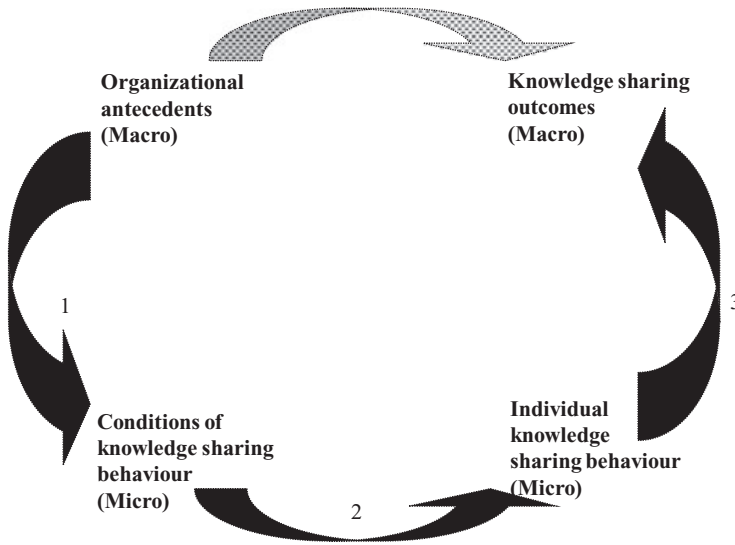 Organizational
antecedents
(Macro)
Knowledge sharing
outcomes
(Macro)
1
3
Conditions of
knowledge sharing
behaviour
(Micro)
Individual
knowledge
sharing behaviour
(Micro)
2